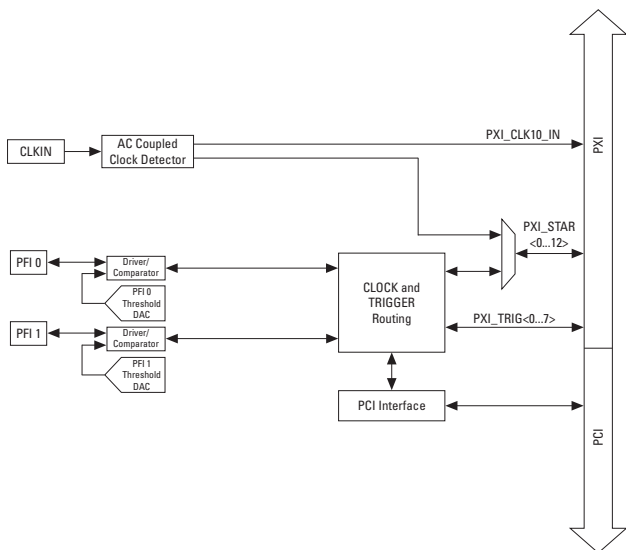 CLKIN
AC Coupled
Clock Detector
PXI_CLK10_IN
PXI
PXI_STAR
<0...12>
PFI 0
Driver/
Comparator
PFI 0
Threshold
DAC
CLOCK and
TRIGGER
Routing
PXI_TRIG<0...7>
PFI 1
Driver/
Comparator
PFI 1
Threshold
DAC
PCI Interface
PCI